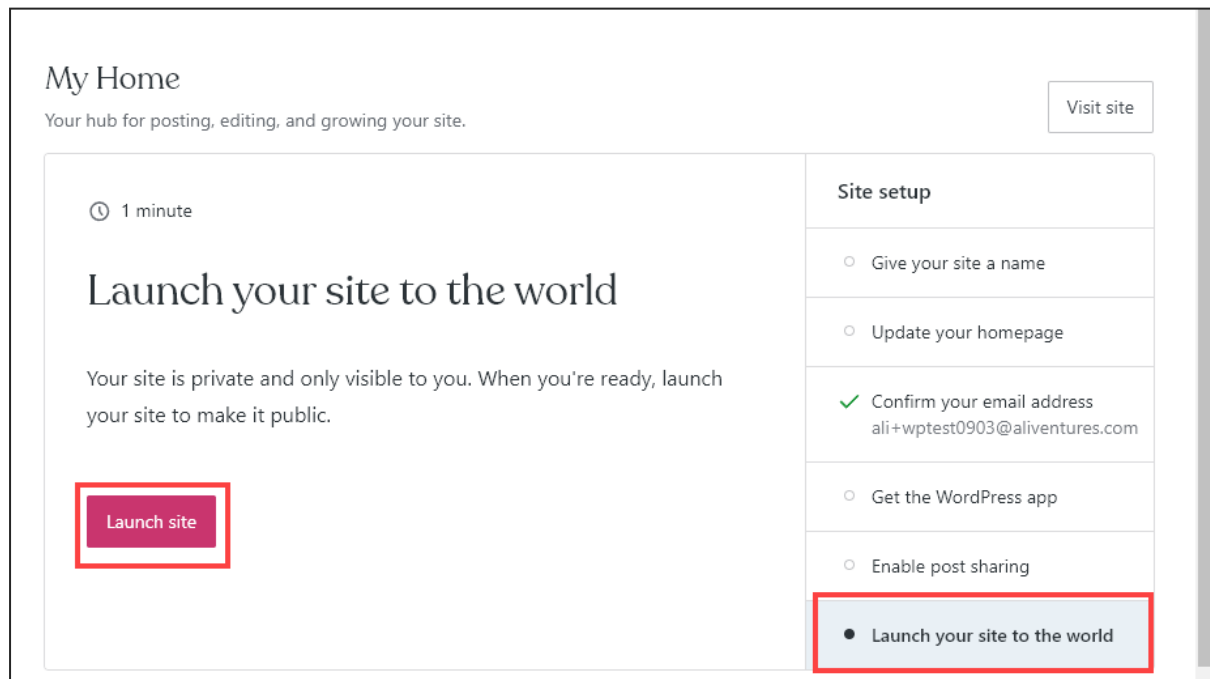 My Home
Your hub for posting, editing, and growing your site.
Visit site
1 minute
Launch your site to the world
Your site is private and only visible to you. When you're ready, launch
your site to make it public.
Launch site
Site setup
Give your site a name
Update your homepage
Confirm your email address
ali+wptest0903@aliventures.com
Get the WordPress app
Enable post sharing
Launch your site to the world